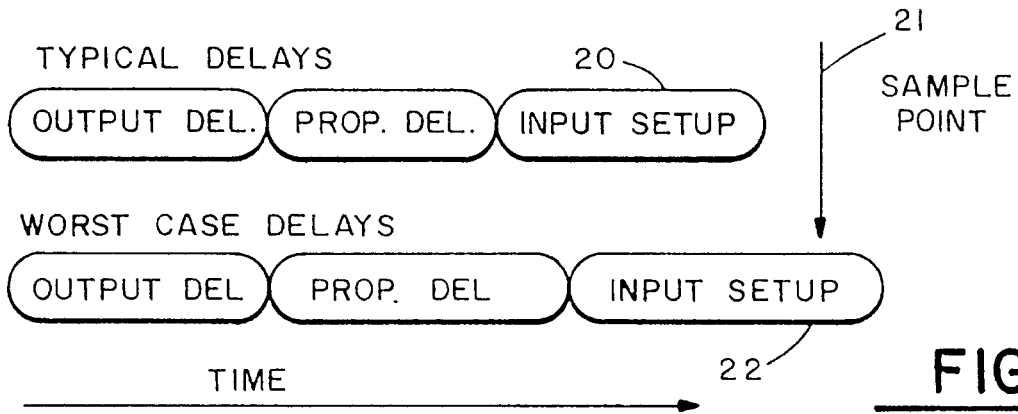 21
TYPICAL DELAYS
20
SAMPLE
POINT
OUTPUT DEL.
PROP. DEL.
INPUT SETUP
WORST CASE DELAYS
OUTPUT DEL
PROP. DEL
INPUT SETUP
22
TIME
FIG